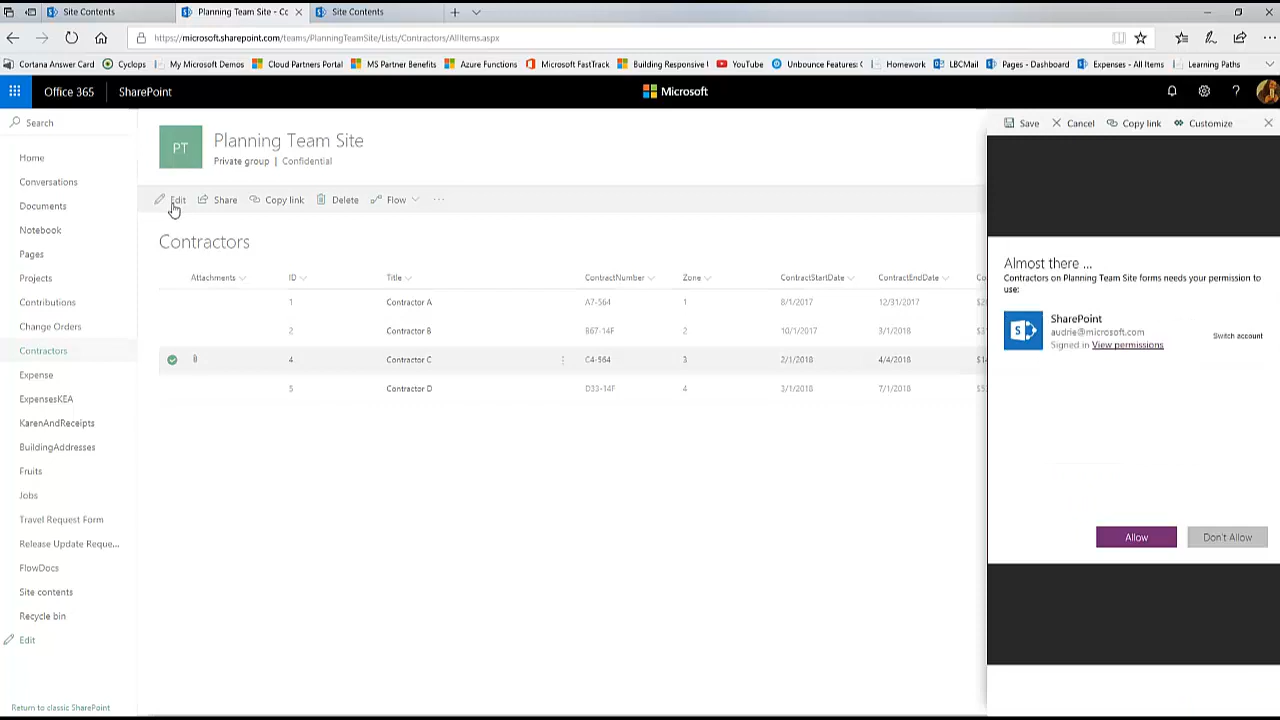 Site Contents
Planning Team Site - Cc
Site Contents
https://microsoft.sharepoint.com/teams/PlanningTeamSite/Lists/Contractors/AllItems.aspx
Cortana Answer Card Cyclops My Microsoft Demos Cloud Partners Portal MS Partner Benefits Azure Functions Microsoft FastTrack Building Responsive YouTube Unbounce Features: Homework LBCMail Pages - Dashboard Expenses - All Items Learning Paths
Office 365 SharePoint Microsoft ?
Search
Home
Conversations
Documents
Notebook
Pages
Projects
Contributions
Change Orders
Contractors
Expense
ExpensesKEA
KarenAndReceipts
BuildingAddresses
Fruits
Jobs
Travel Request Form
Release Update Reque...
FlowDocs
Site contents
Recycle bin
Edit
Return to classic SharePoint
PT
Planning Team Site
Private group | Confidential
Edit Share Copy link Delete Flow ...
Contractors
Attachments ID Title ContractNumber Zone ContractStartDate ContractEndDate
1 Contractor A A7-564 1 8/1/2017 12/31/2017
2 Contractor B B67-14F 2 10/1/2017 3/1/2018
4 Contractor C C4-564 3 2/1/2018 4/4/2018
5 Contractor D D33-14F 4 3/1/2018 7/1/2018
Save Cancel Copy link Customize
Almost there ...
Contractors on Planning Team Site forms needs your permission to
use:
SharePoint
audrie@microsoft.com
Signed in View permissions
Switch account
Allow Don't Allow